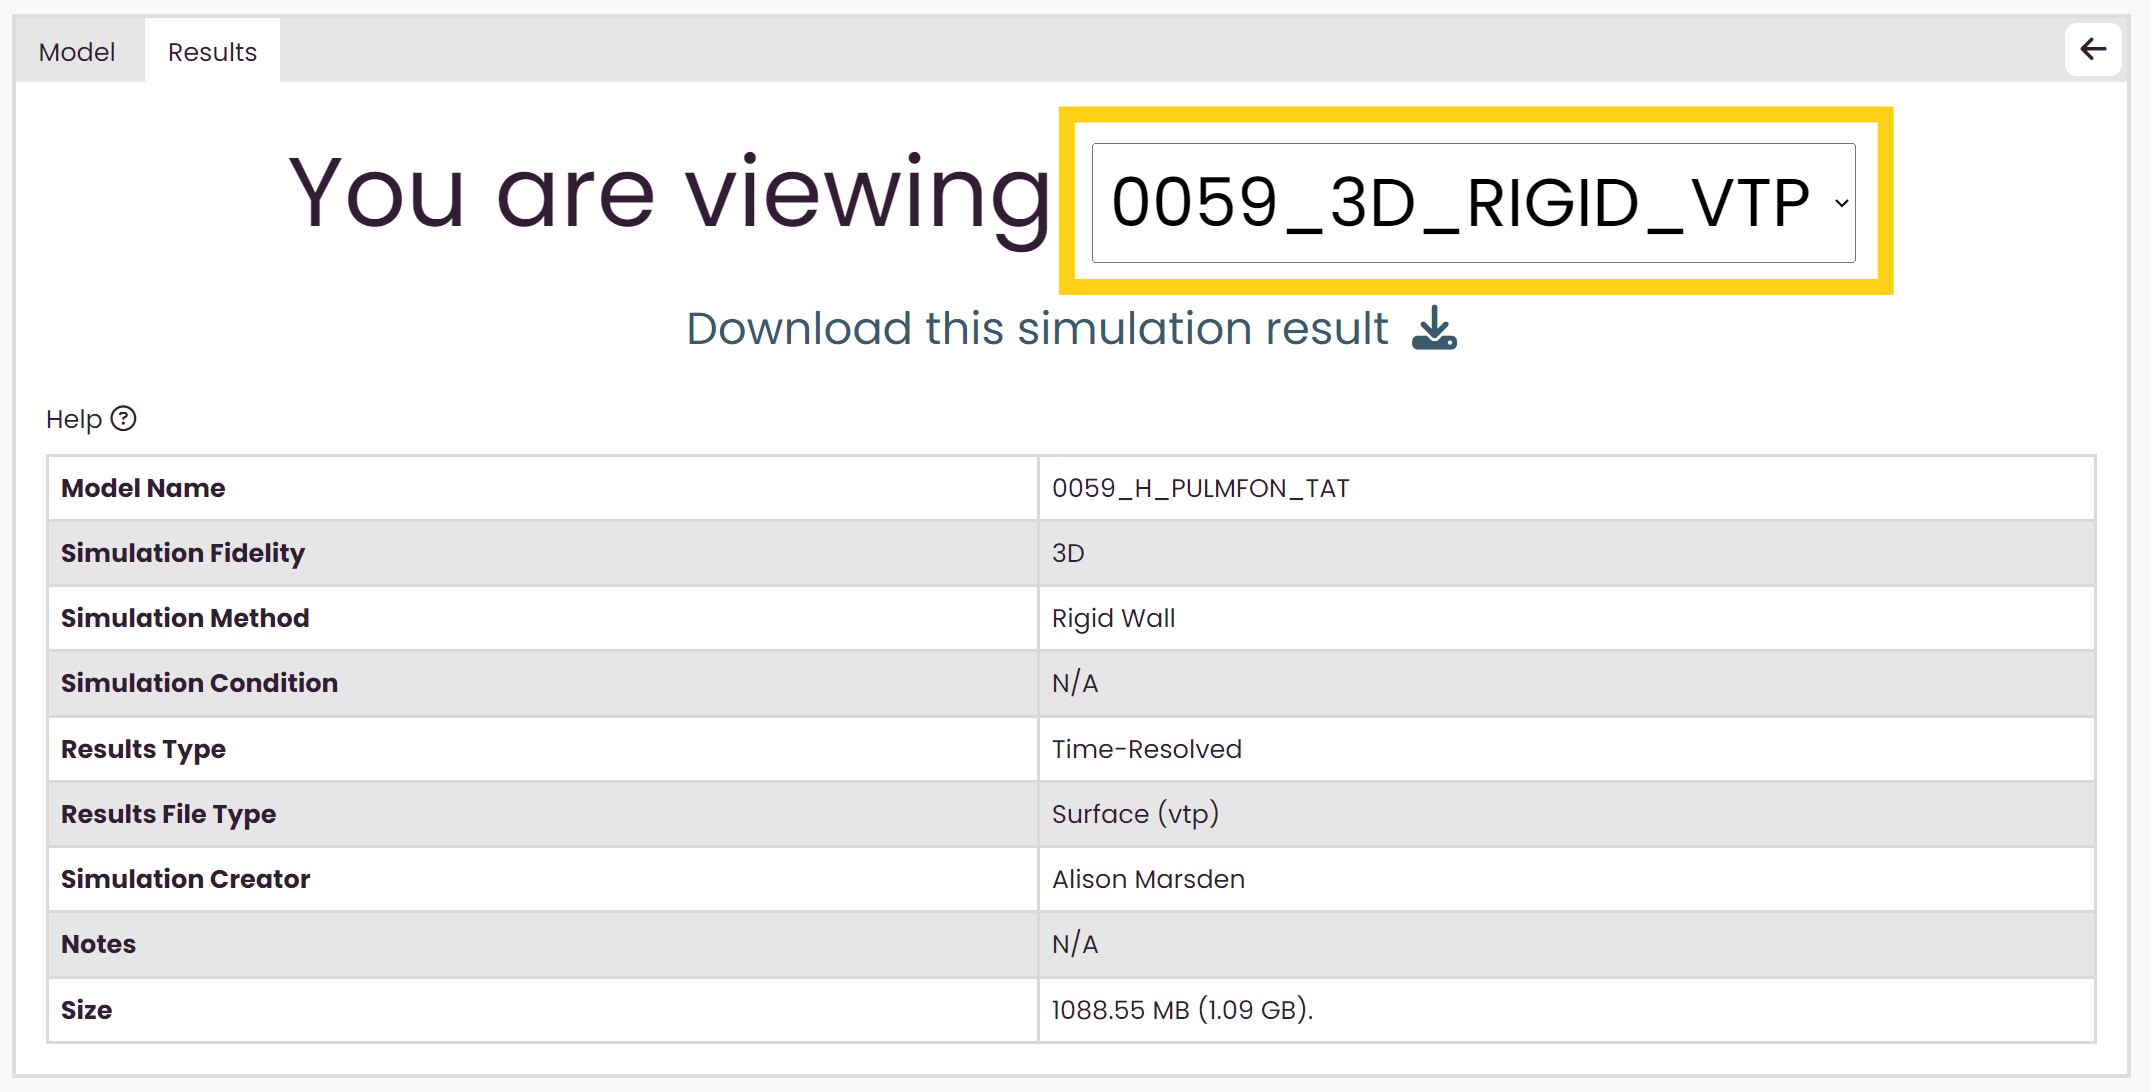 Model Results
You are viewing 0059_3D_RIGID_VTP
Download this simulation result
Help
Model Name 0059_H_PULMFON_TAT
Simulation Fidelity 3D
Simulation Method Rigid Wall
Simulation Condition N/A
Results Type Time-Resolved
Results File Type Surface (vtp)
Simulation Creator Alison Marsden
Notes N/A
Size 1088.55 MB (1.09 GB).